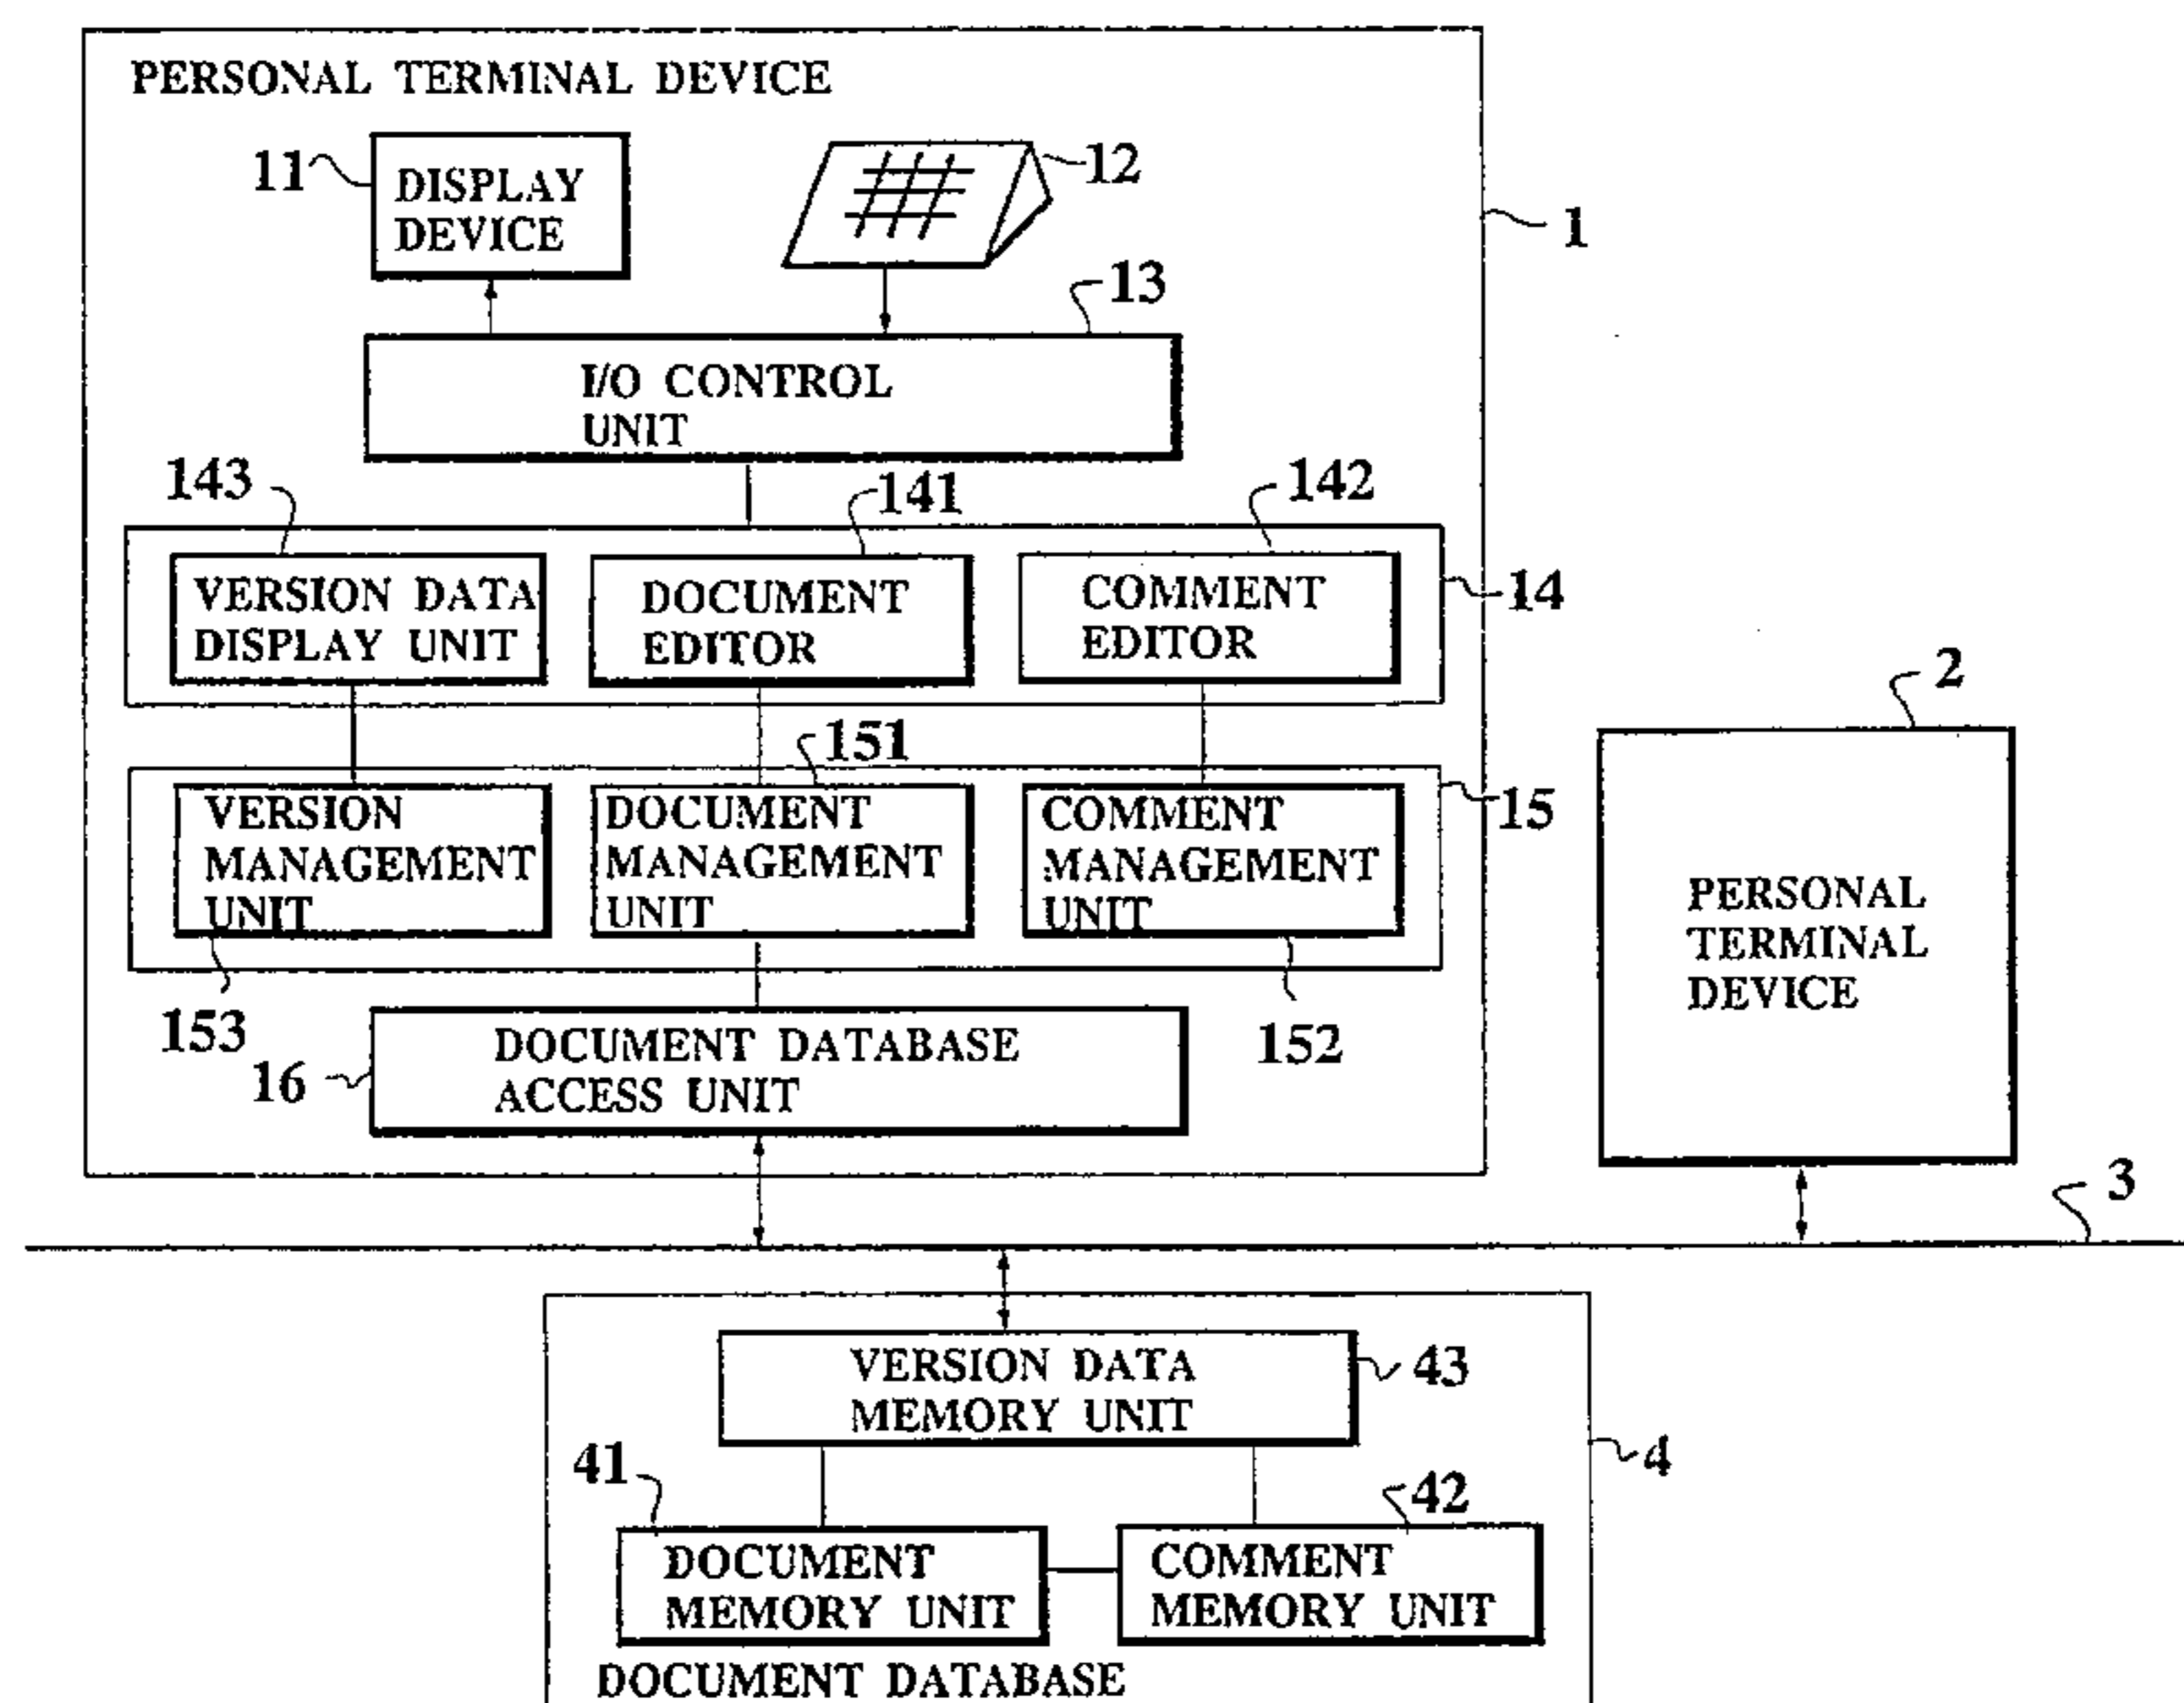 PERSONAL TERMINAL DEVICE
11
DISPLAY
DEVICE
12
1
13
I/O CONTROL
UNIT
143
141
142
VERSION DATA
DISPLAY UNIT
DOCUMENT
EDITOR
COMMENT
EDITOR
14
2
151
VERSION
MANAGEMENT
UNIT
DOCUMENT
MANAGEMENT
UNIT
COMMENT
MANAGEMENT
UNIT
15
PERSONAL
TERMINAL
DEVICE
153
152
16
DOCUMENT DATABASE
ACCESS UNIT
3
VERSION DATA
MEMORY UNIT
43
4
41
42
DOCUMENT
MEMORY UNIT
COMMENT
MEMORY UNIT
DOCUMENT DATABASE